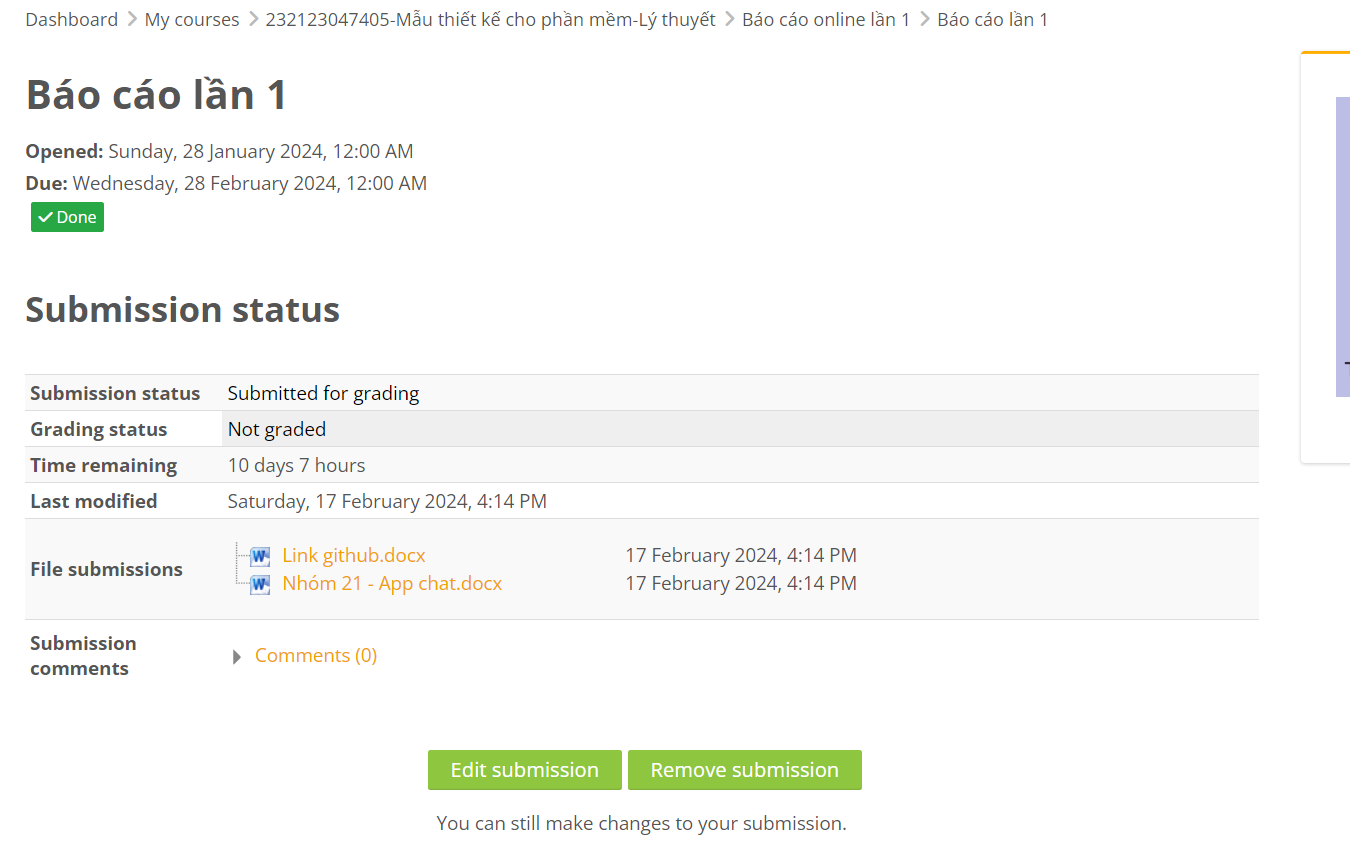 Dashboard > My courses > 232123047405-Mẫu thiết kế cho phần mềm-Lý thuyết > Báo cáo online lần 1 > Báo cáo lần 1
Báo cáo lần 1
Opened: Sunday, 28 January 2024, 12:00 AM
Due: Wednesday, 28 February 2024, 12:00 AM
✓ Done
Submission status
Submission status Submitted for grading
Grading status Not graded
Time remaining 10 days 7 hours
Last modified Saturday, 17 February 2024, 4:14 PM
File submissions
Link github.docx 17 February 2024, 4:14 PM
Nhóm 21 - App chat.docx 17 February 2024, 4:14 PM
Submission
comments
Comments (0)
Edit submission Remove submission
You can still make changes to your submission.